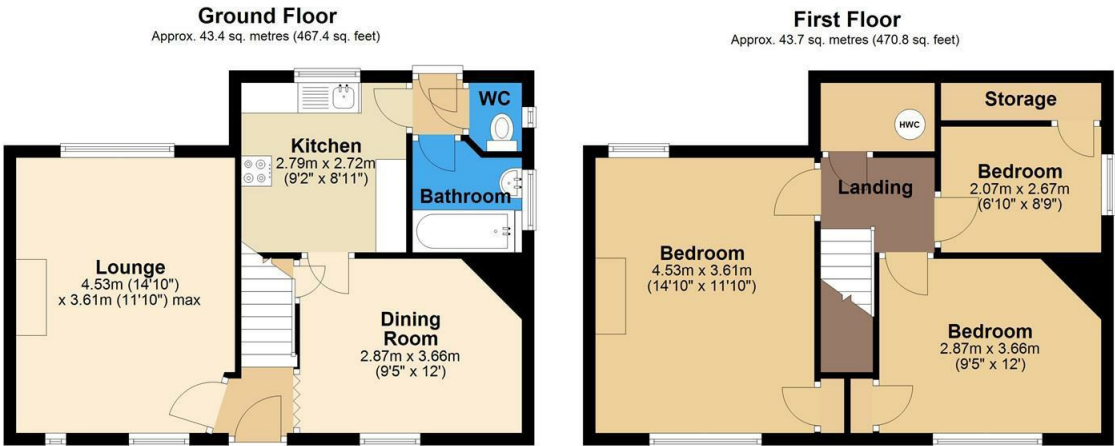 Ground Floor
Approx. 43.4 sq. metres (467.4 sq. feet)
WC
Kitchen
2.79m x 2.72m
(9'2" x 8'11")
Bathroom
Lounge
4.53m (14'10")
x 3.61m (11'10") max
Dining
Room
2.87m x 3.66m
(9'5" x 12')
First Floor
Approx. 43.7 sq. metres (470.8 sq. feet)
Storage
HWC
Bedroom
2.07m x 2.67m
(6'10" x 8'9")
Landing
Bedroom
4.53m x 3.61m
(14'10" x 11'10")
Bedroom
2.87m x 3.66m
(9'5" x 12')